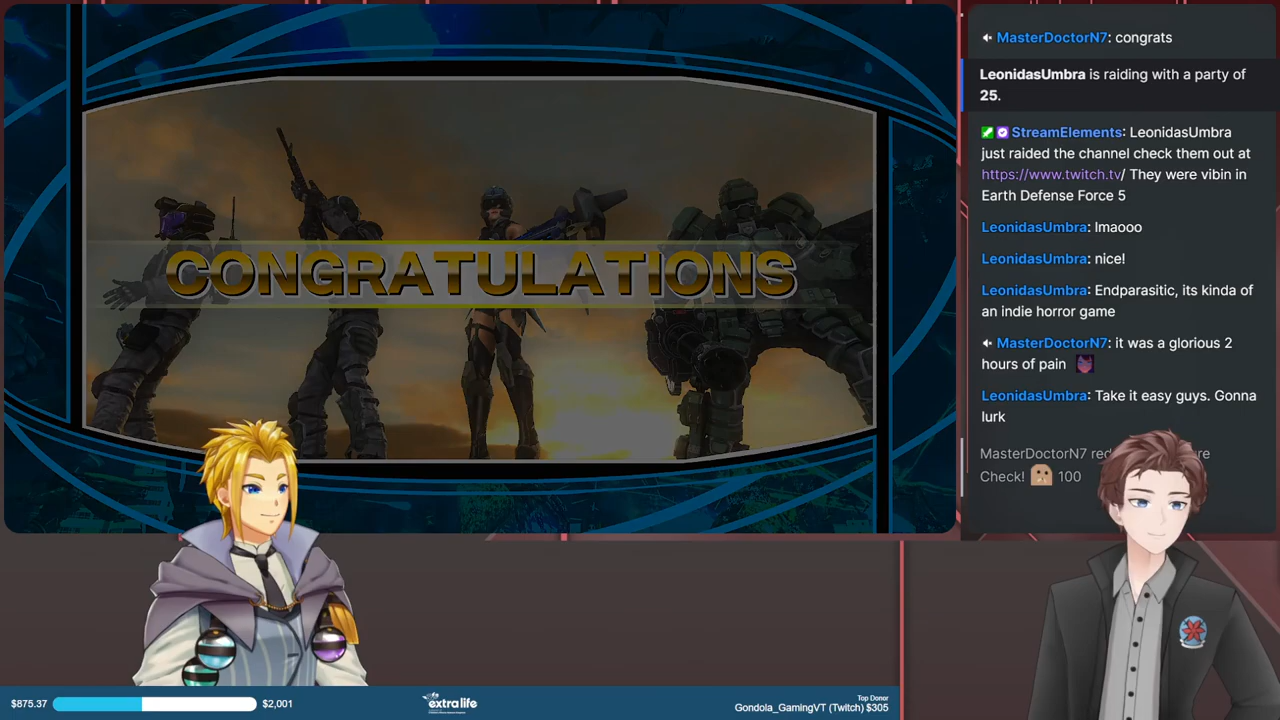 CONGRATULATIONS
MasterDoctorN7: congrats
LeonidasUmbra is raiding with a party of
25.
StreamElements: LeonidasUmbra
just raided the channel check them out at
https://www.twitch.tv/ They were vibin in
Earth Defense Force 5
LeonidasUmbra: lmaooo
LeonidasUmbra: nice!
LeonidasUmbra: Endparasitic, its kinda of
an indie horror game
MasterDoctorN7: it was a glorious 2
hours of pain
LeonidasUmbra: Take it easy guys. Gonna
lurk
MasterDoctorN7
Check! 100
$875.37
$2,001
extra life
Top Donor
Gondola_GamingVT (Twitch) $305